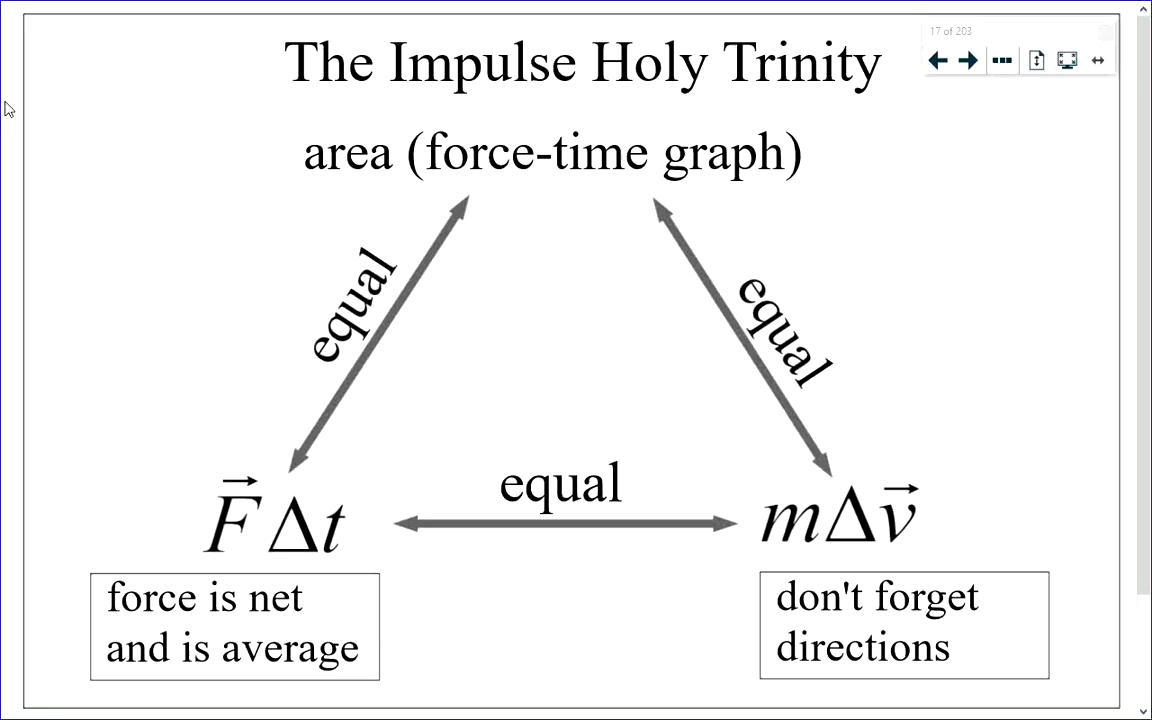 17 of 203
The Impulse Holy Trinity
area (force-time graph)
equal
equal
equal
F⃗ Δt
mΔv⃗
force is net
and is average
don't forget
directions